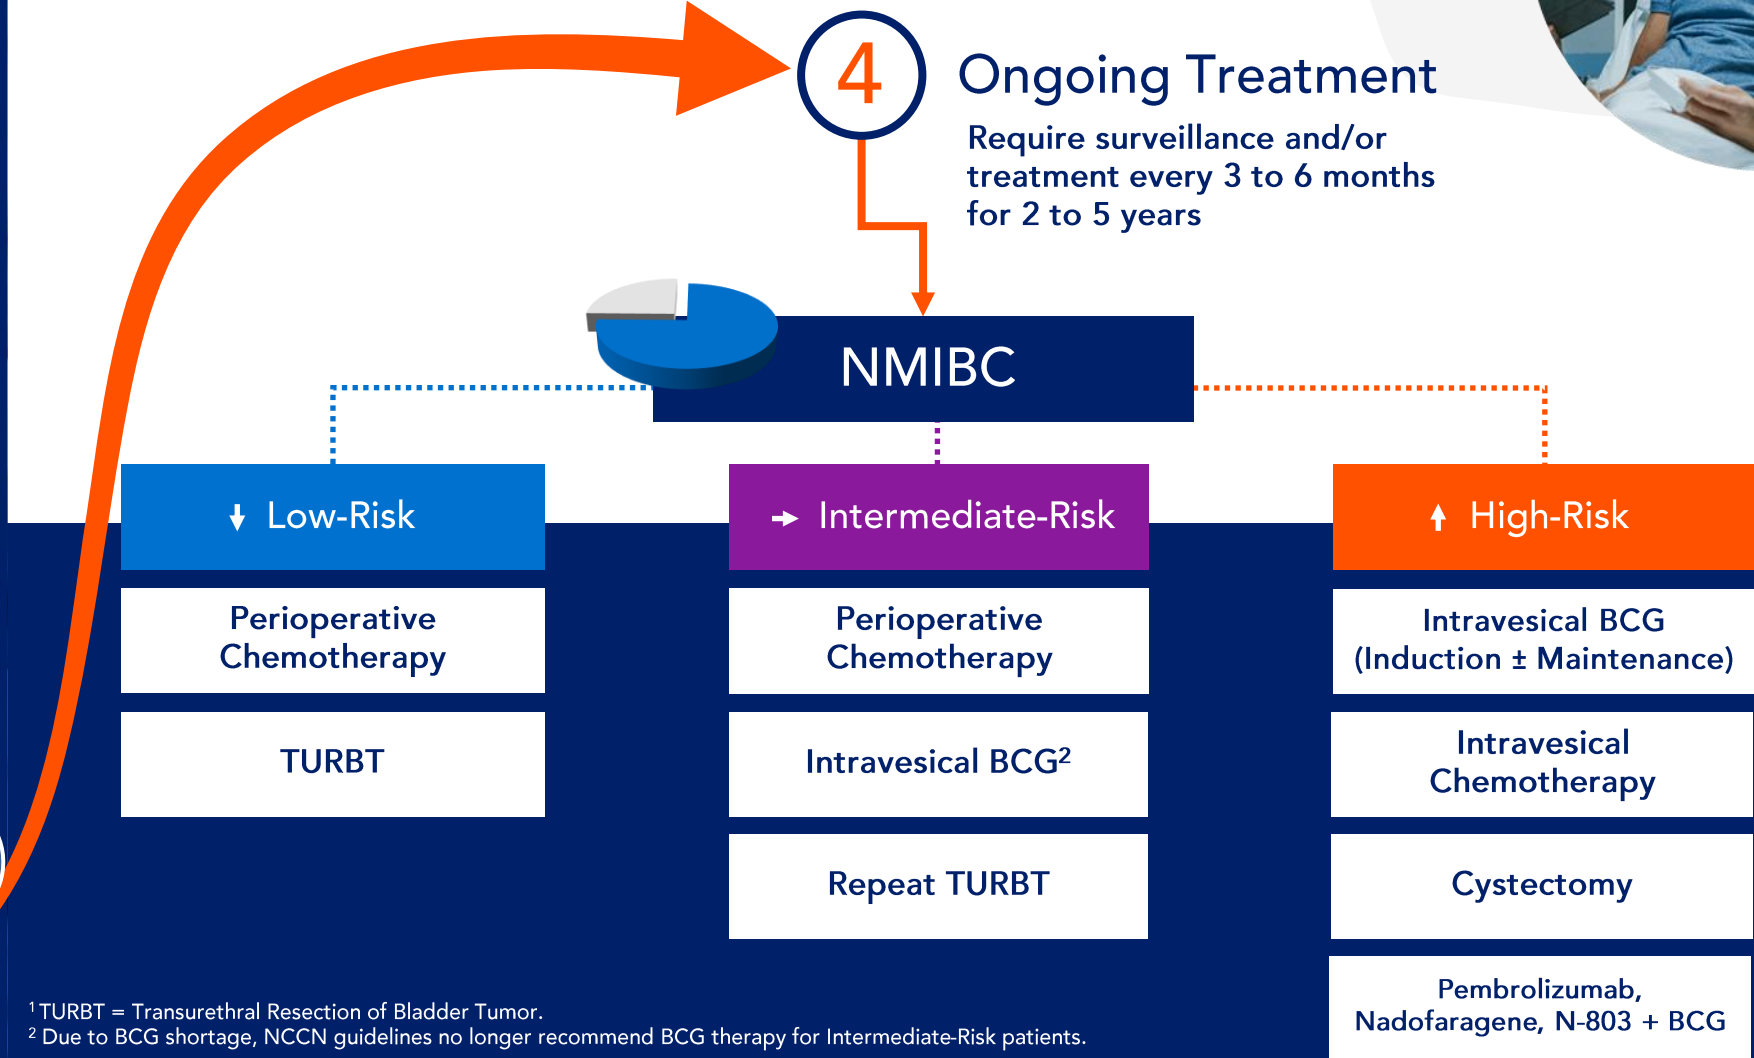 4
Ongoing Treatment
Require surveillance and/or
treatment every 3 to 6 months
for 2 to 5 years
NMIBC
Low-Risk
Perioperative
Chemotherapy
TURBT
Intermediate-Risk
Perioperative
Chemotherapy
Intravesical BCG²
Repeat TURBT
High-Risk
Intravesical BCG
(Induction ± Maintenance)
Intravesical
Chemotherapy
Cystectomy
Pembrolizumab,
Nadofaragene, N-803 + BCG
¹ TURBT = Transurethral Resection of Bladder Tumor.
² Due to BCG shortage, NCCN guidelines no longer recommend BCG therapy for Intermediate-Risk patients.